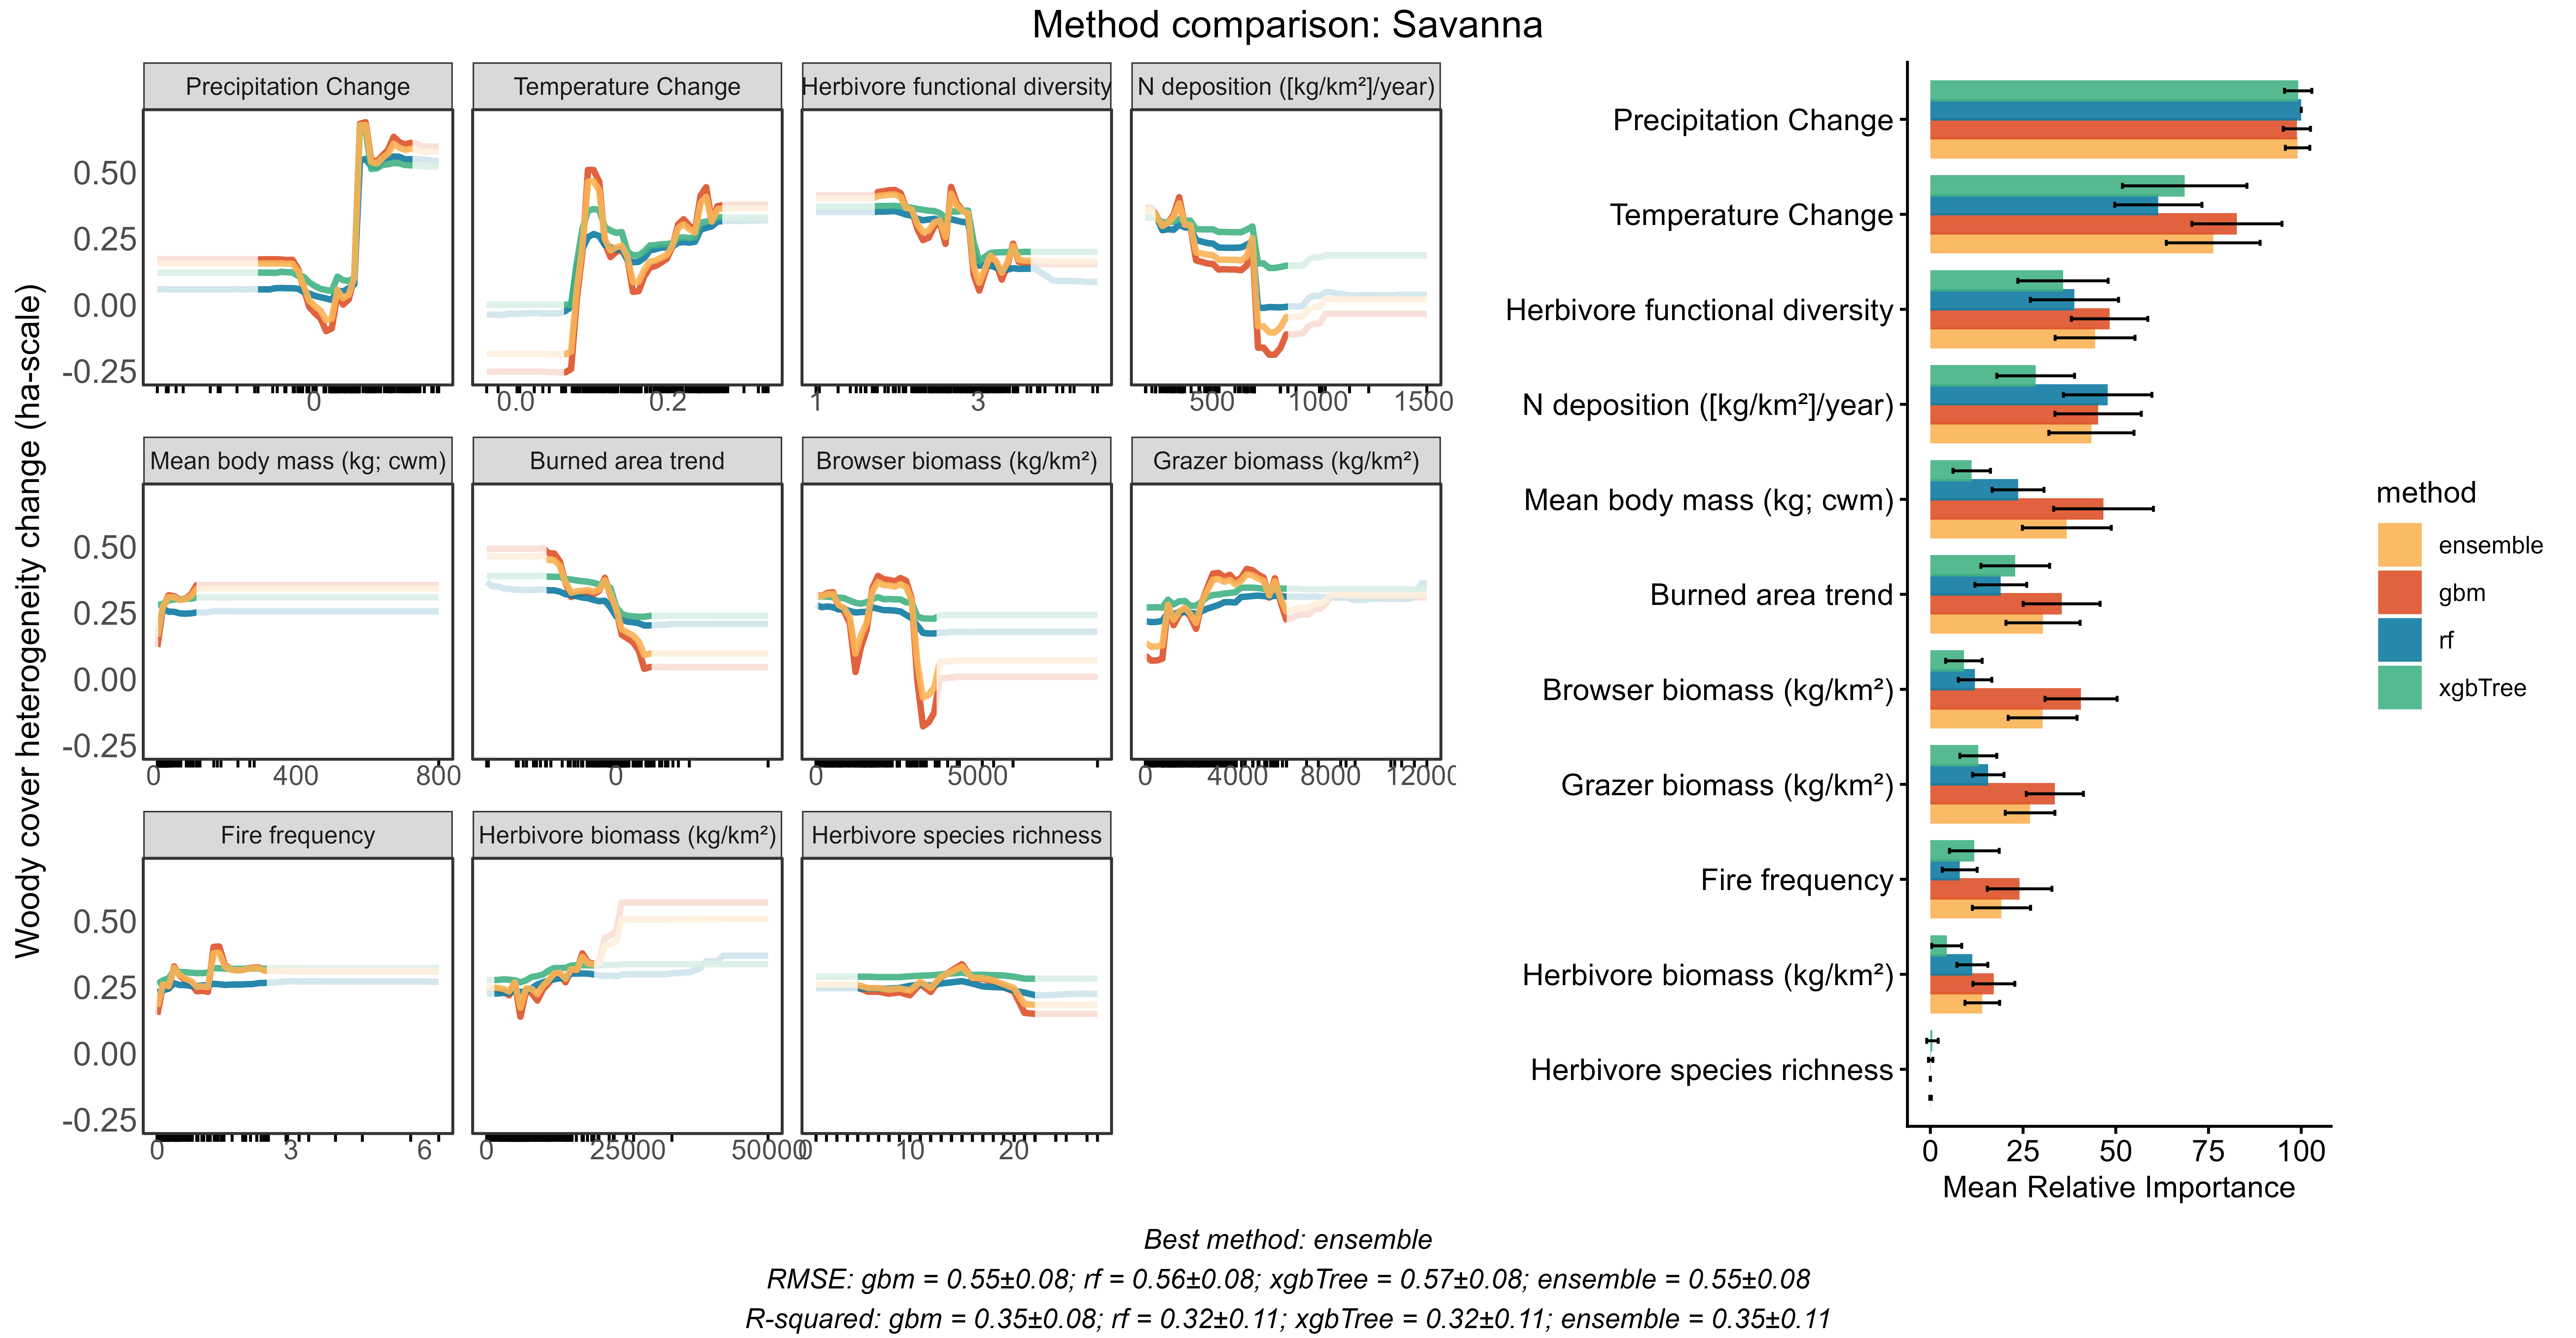 Method comparison: Savanna
Woody cover heterogeneity change (ha-scale)
Precipitation Change
Temperature Change
Herbivore functional diversity
N deposition ([kg/km²]/year)
0.50
0.25
0.00
-0.25
0
0.0 0.2
1 3
500 1000 1500
Mean body mass (kg; cwm)
Burned area trend
Browser biomass (kg/km²)
Grazer biomass (kg/km²)
0.50
0.25
0.00
-0.25
0 400 800
0
0 5000
0 4000 8000 12000
Fire frequency
Herbivore biomass (kg/km²)
Herbivore species richness
0.50
0.25
0.00
-0.25
0 3 6
0 25000 50000
0 10 20
Precipitation Change
Temperature Change
Herbivore functional diversity
N deposition ([kg/km²]/year)
Mean body mass (kg; cwm)
Burned area trend
Browser biomass (kg/km²)
Grazer biomass (kg/km²)
Fire frequency
Herbivore biomass (kg/km²)
Herbivore species richness
0 25 50 75 100
Mean Relative Importance
method
ensemble
gbm
rf
xgbTree
Best method: ensemble
RMSE: gbm = 0.55±0.08; rf = 0.56±0.08; xgbTree = 0.57±0.08; ensemble = 0.55±0.08
R-squared: gbm = 0.35±0.08; rf = 0.32±0.11; xgbTree = 0.32±0.11; ensemble = 0.35±0.11